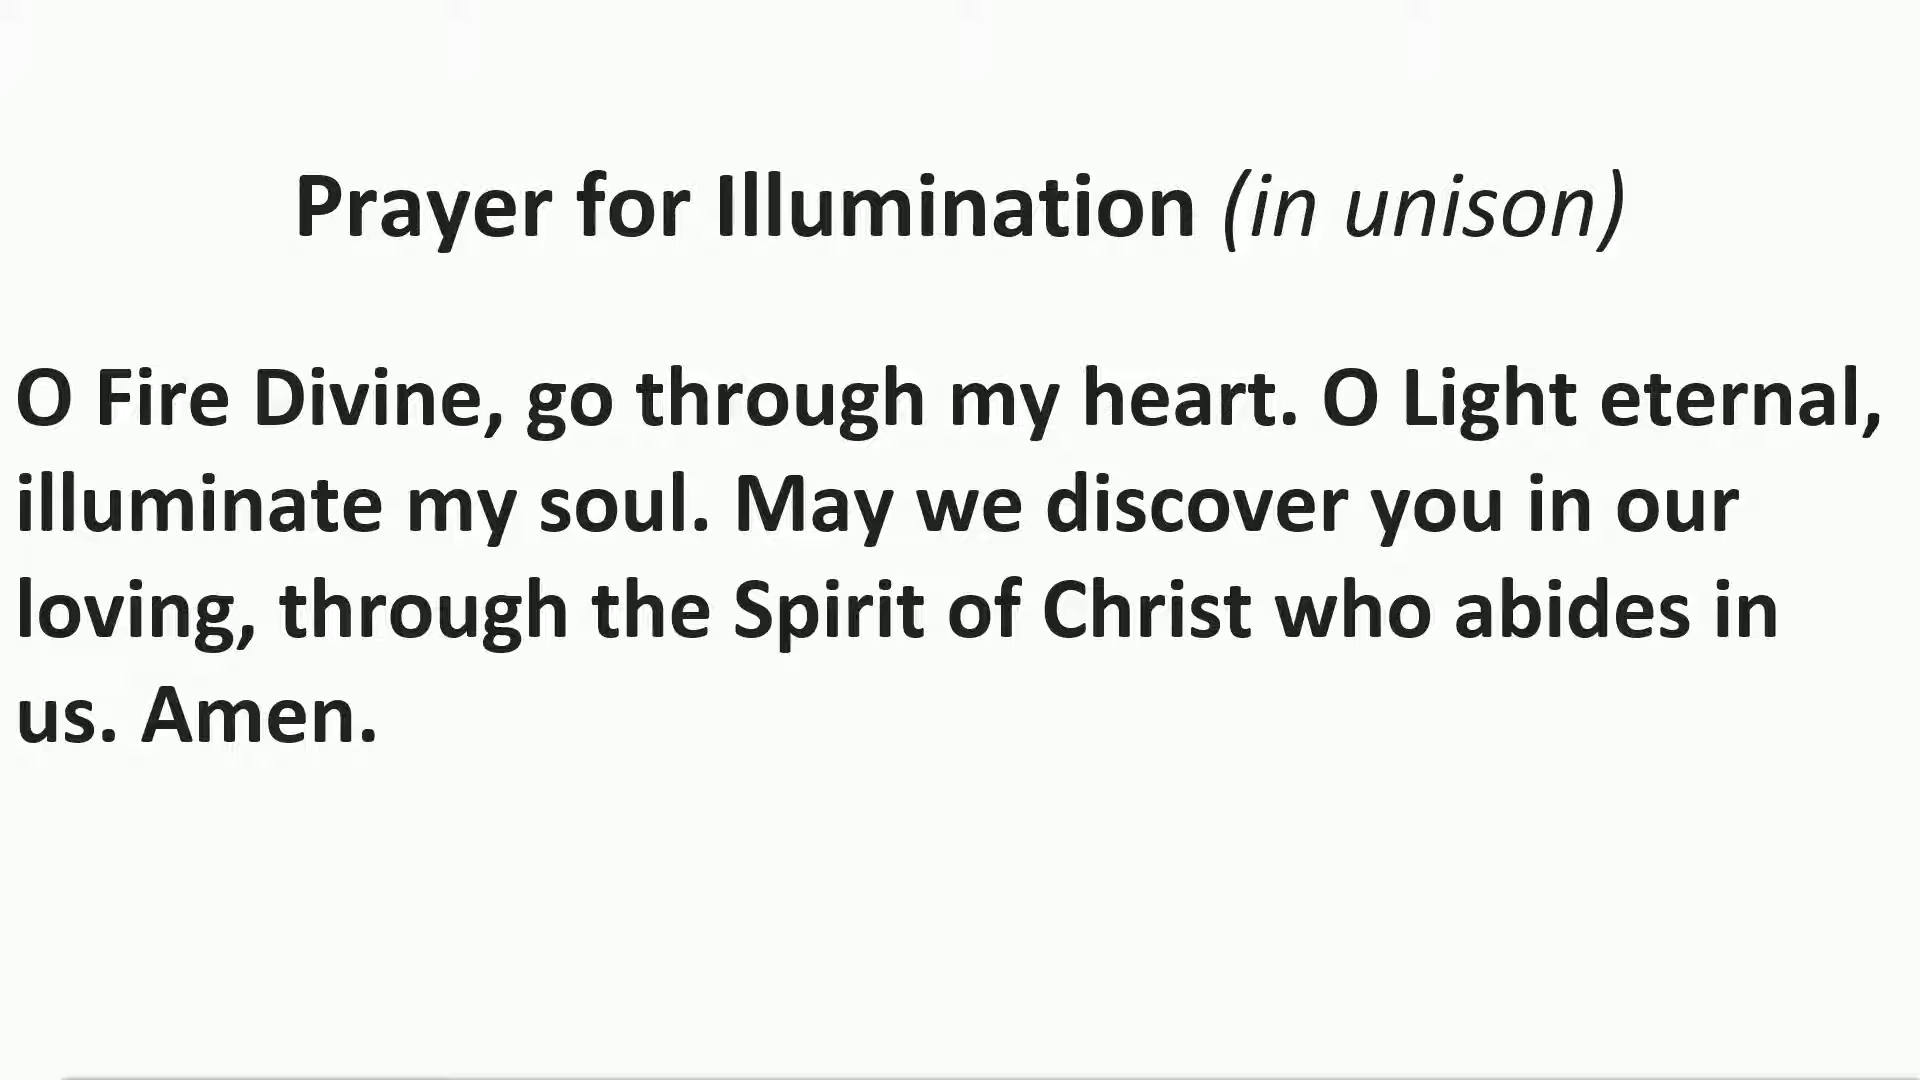 Prayer for Illumination (in unison)
O Fire Divine, go through my heart. O Light eternal,
illuminate my soul. May we discover you in our
loving, through the Spirit of Christ who abides in
us. Amen.